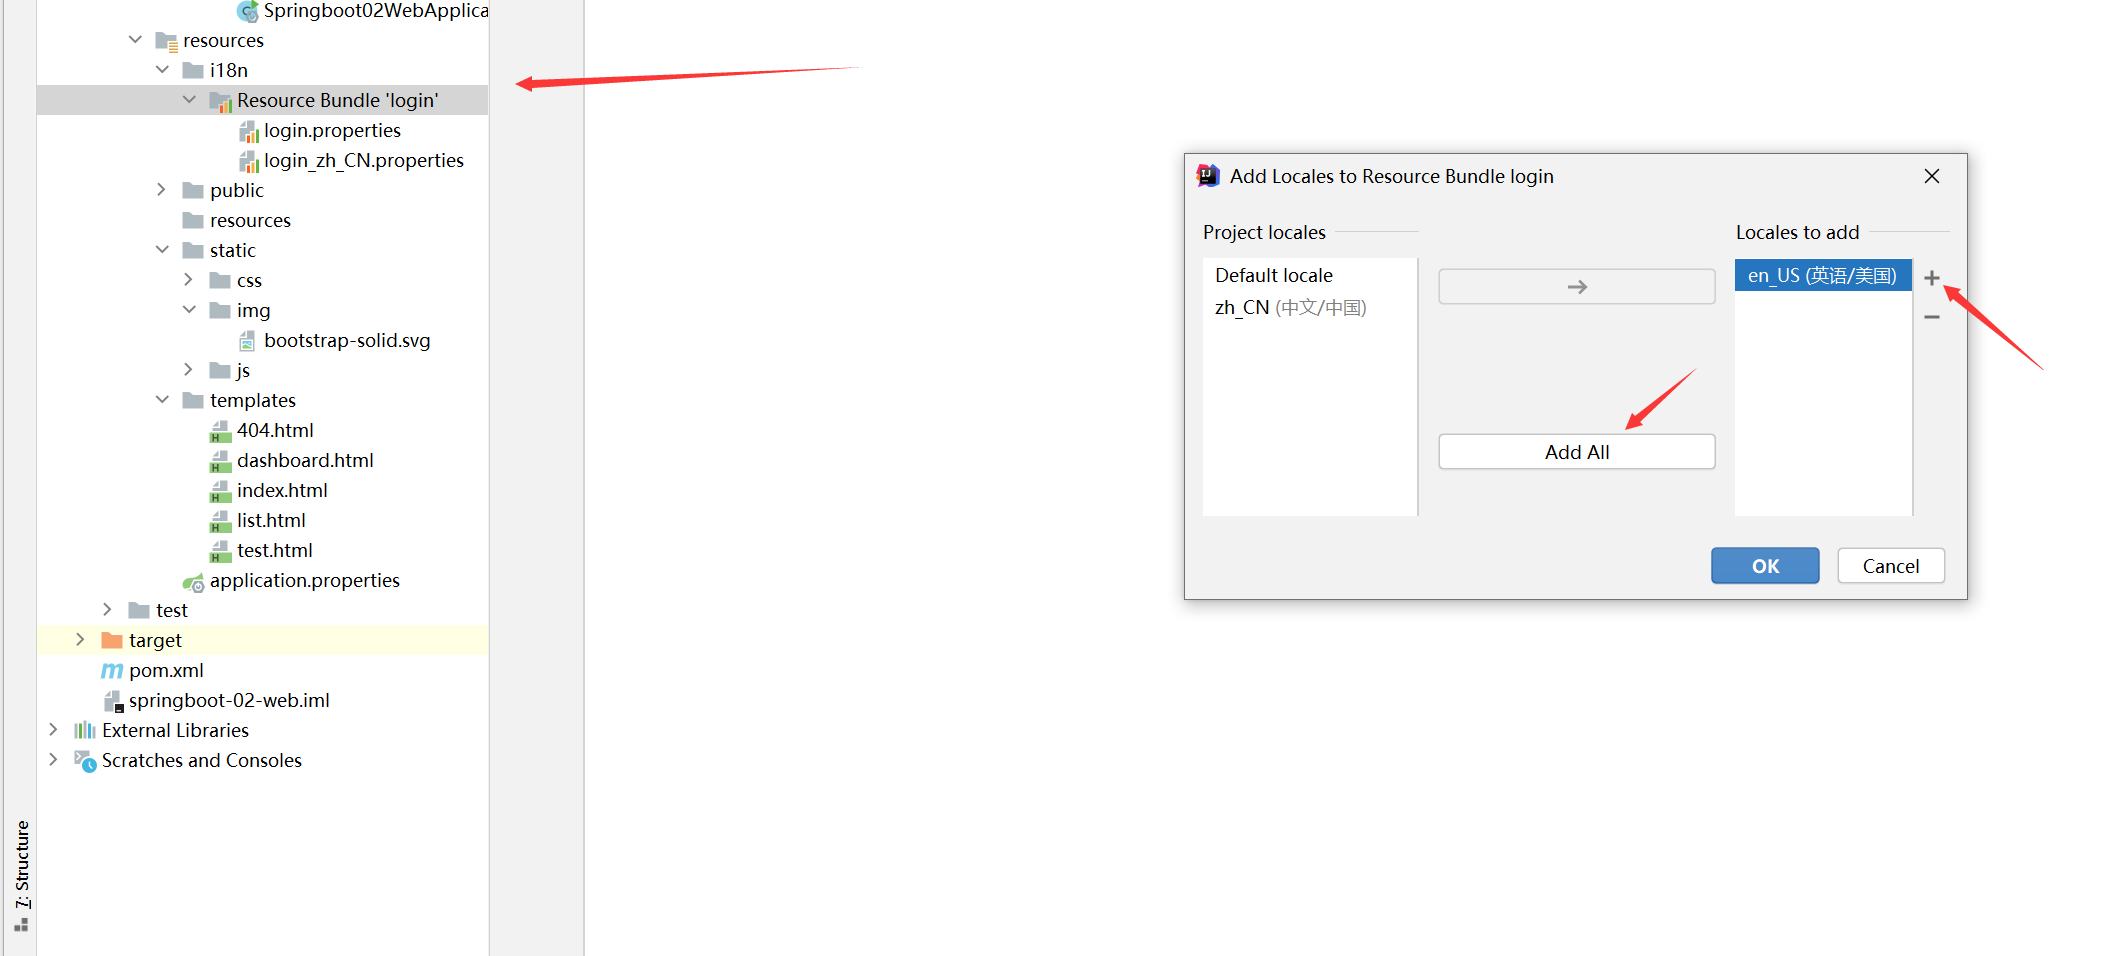 Springboot02WebApplica
resources
i18n
Resource Bundle 'login'
login.properties
login_zh_CN.properties
public
resources
static
css
img
bootstrap-solid.svg
js
templates
404.html
dashboard.html
index.html
list.html
test.html
application.properties
test
target
pom.xml
springboot-02-web.iml
External Libraries
Scratches and Consoles
7: Structure
Add Locales to Resource Bundle login
Project locales
Default locale
zh_CN (中文/中国)
Add All
Locales to add
en_US (英语/美国)
OK
Cancel